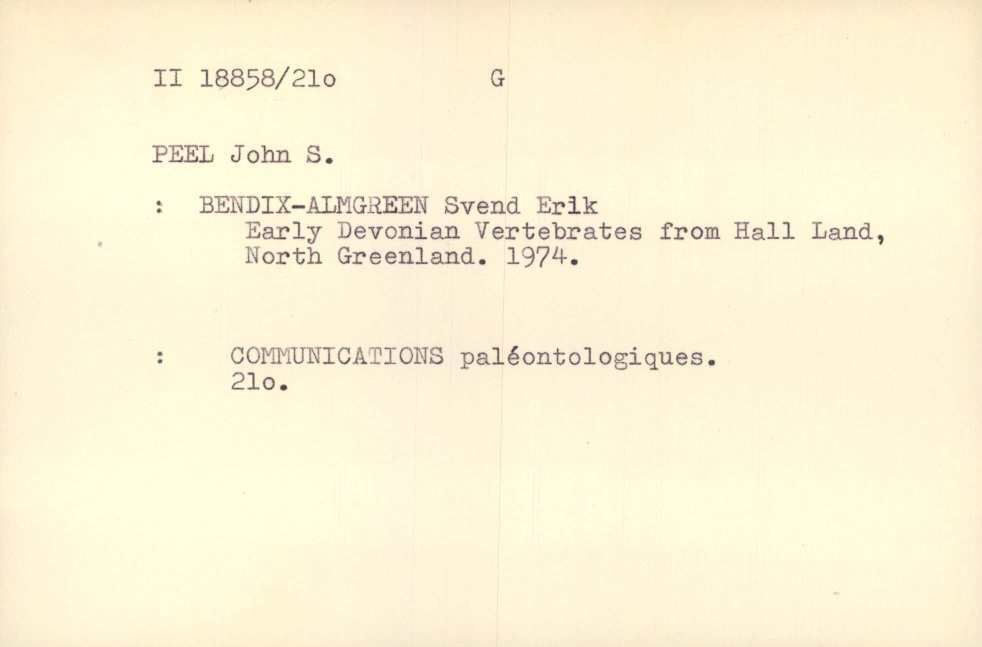 II 18858/21o G
PEEL John S.
: BENDIX-ALMGREEN Svend Erik
Early Devonian Vertebrates from Hall Land,
North Greenland. 1974.
: COMMUNICATIONS paléontologiques.
21o.